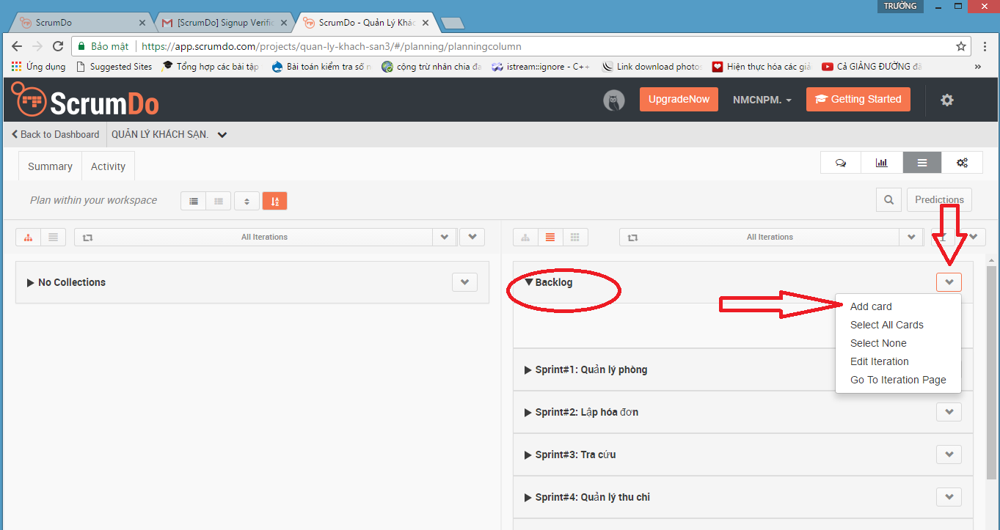 TRƯỜNG
ScrumDo
[ScrumDo] Signup Verific
ScrumDo - Quản Lý Khác
Bảo mật
https://app.scrumdo.com/projects/quan-ly-khach-san3/#/planning/planningcolumn
Ứng dụng
Suggested Sites
Tổng hợp các bài tập
Bài toán kiểm tra số n
cộng trừ nhân chia đa
istream::ignore - C++
Link download photos
Hiện thực hóa các giả
Cả GIẢNG ĐƯỜNG đã
»
ScrumDo
UpgradeNow
NMCNPM.
Getting Started
Back to Dashboard
QUẢN LÝ KHÁCH SẠN.
Summary
Activity
Plan within your workspace
Predictions
All Iterations
All Iterations
No Collections
Backlog
Add card
Select All Cards
Select None
Edit Iteration
Go To Iteration Page
Sprint#1: Quản lý phòng
Sprint#2: Lập hóa đơn
Sprint#3: Tra cứu
Sprint#4: Quản lý thu chi